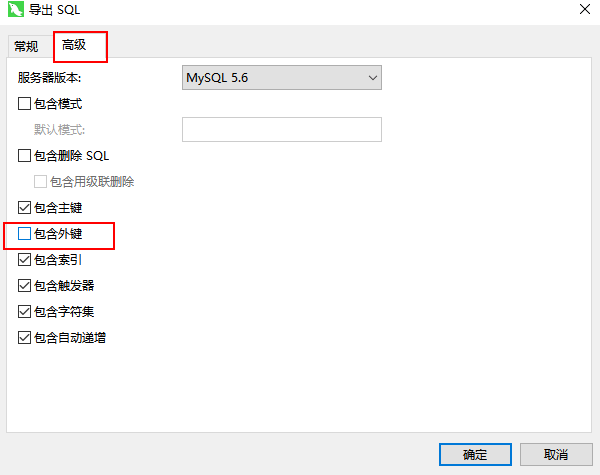 导出 SQL
常规
高级
服务器版本:
MySQL 5.6
包含模式
默认模式:
包含删除 SQL
包含用级联删除
包含主键
包含外键
包含索引
包含触发器
包含字符集
包含自动递增
确定
取消